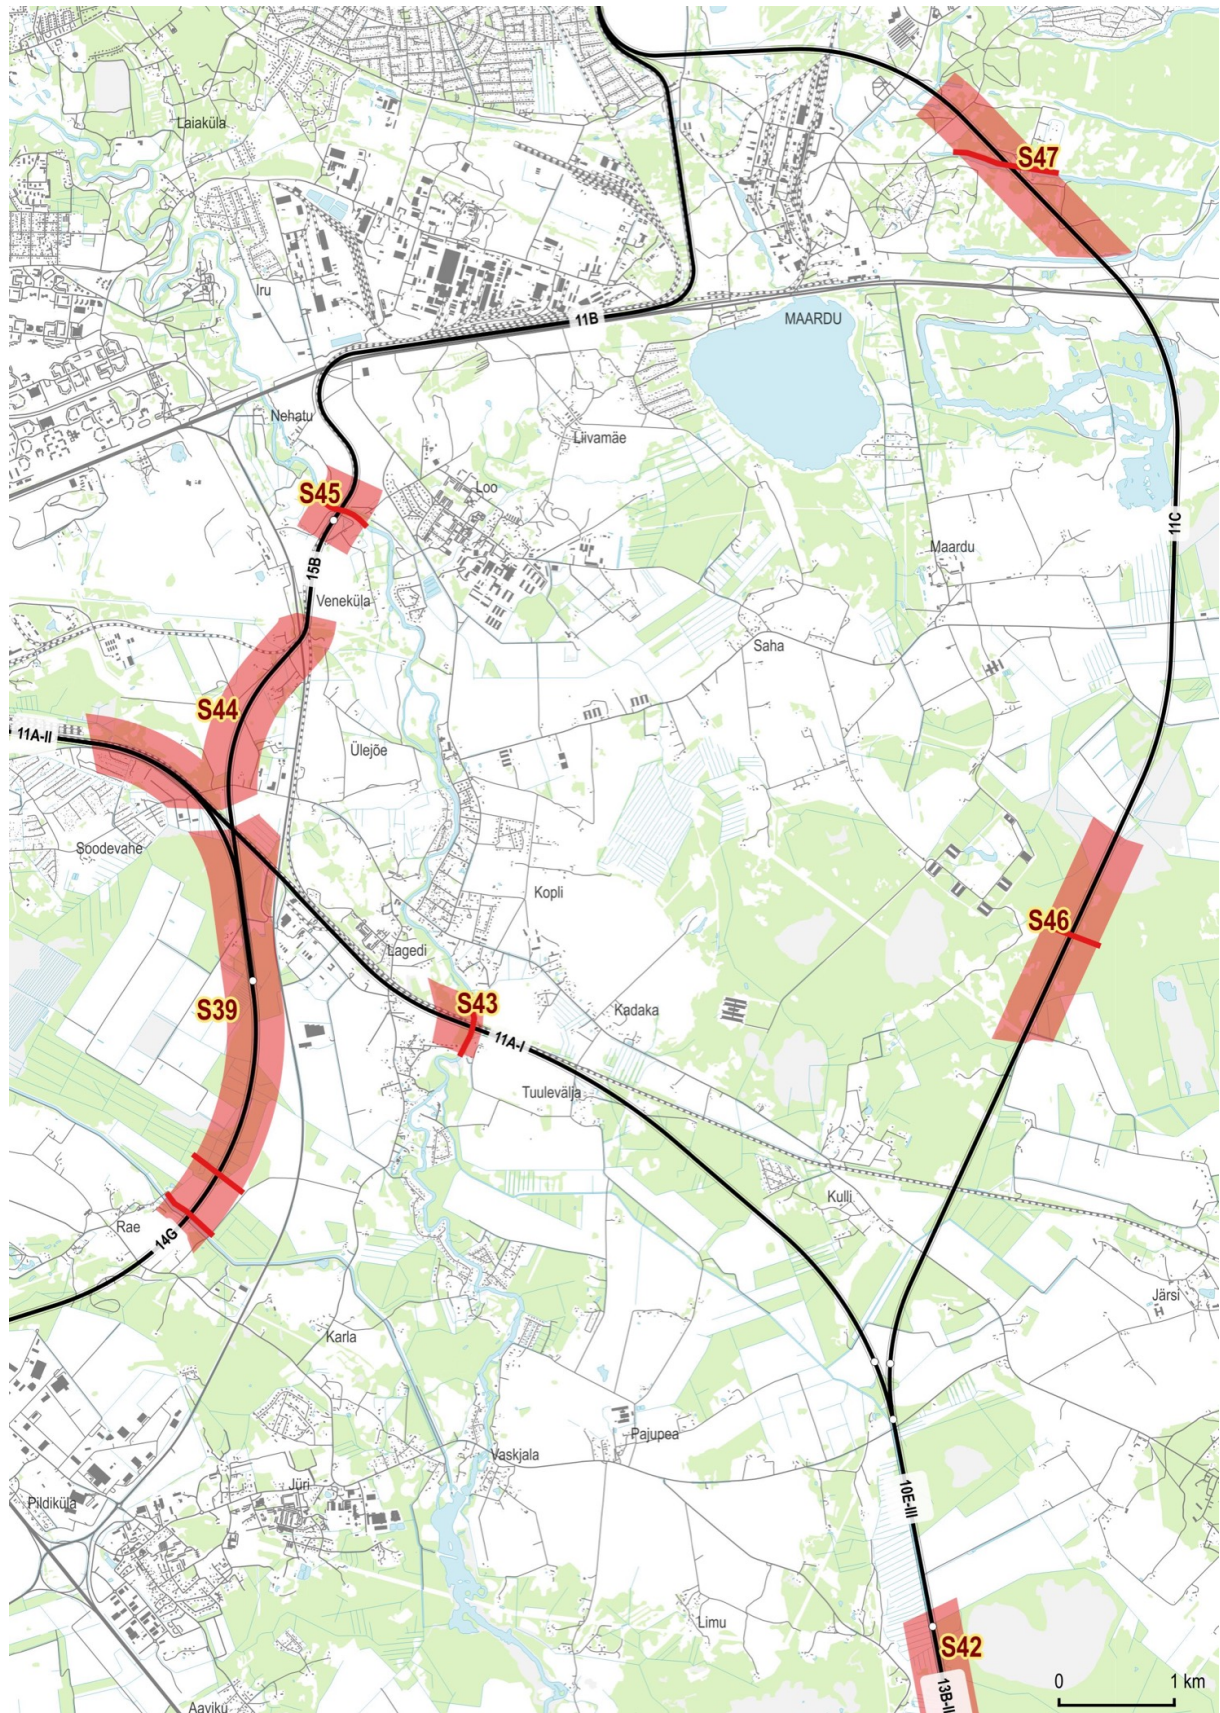 Laiaküla
S47
Iru
11B
MAARDU
Nehatu
Liivamäe
S45
Loo
11C
Maardu
15B
Veneküla
Saha
S44
11A-II
Ülejõe
Soodevahe
Kopli
S46
Lagedi
S39
S43
Kadaka
11A-I
Tuulevälja
Kulli
Rae
14G
Järsi
Karla
Pajupea
Vaskjala
Jüri
10E-III
Pildiküla
Limu
S42
13B-II
0 1 km
Aaviku